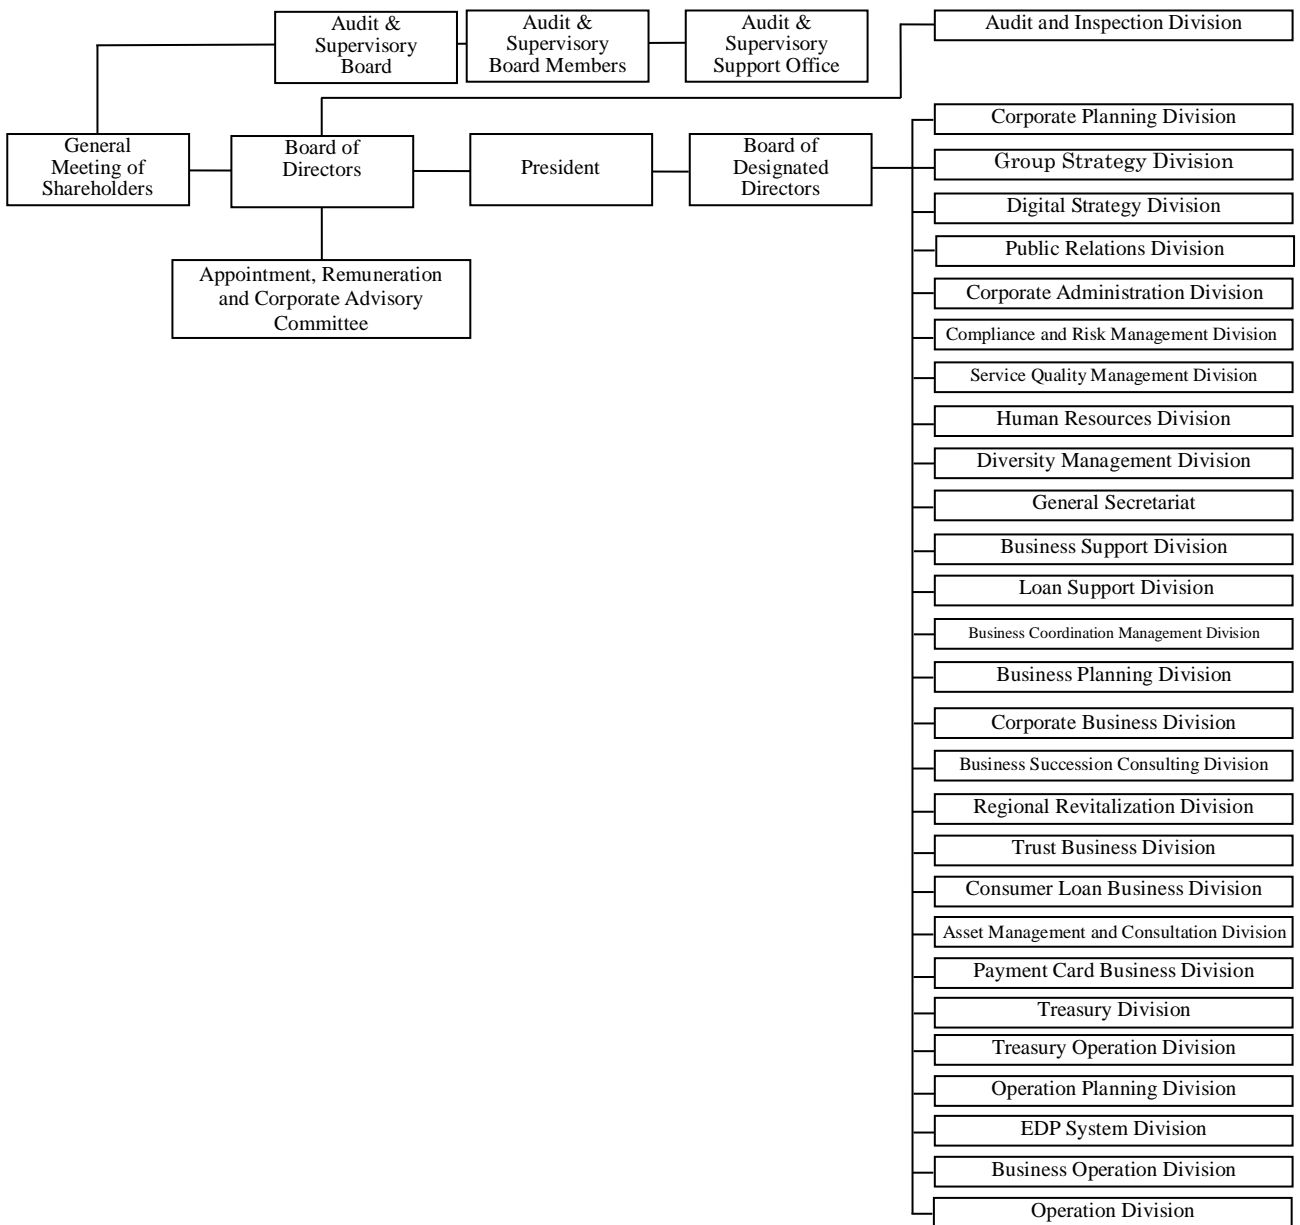 Audit &
Supervisory
Board
Audit &
Supervisory
Board Members
Audit &
Supervisory
Support Office
Audit and Inspection Division
General
Meeting of
Shareholders
Board of
Directors
President
Board of
Designated
Directors
Appointment, Remuneration
and Corporate Advisory
Committee
Corporate Planning Division
Group Strategy Division
Digital Strategy Division
Public Relations Division
Corporate Administration Division
Compliance and Risk Management Division
Service Quality Management Division
Human Resources Division
Diversity Management Division
General Secretariat
Business Support Division
Loan Support Division
Business Coordination Management Division
Business Planning Division
Corporate Business Division
Business Succession Consulting Division
Regional Revitalization Division
Trust Business Division
Consumer Loan Business Division
Asset Management and Consultation Division
Payment Card Business Division
Treasury Division
Treasury Operation Division
Operation Planning Division
EDP System Division
Business Operation Division
Operation Division